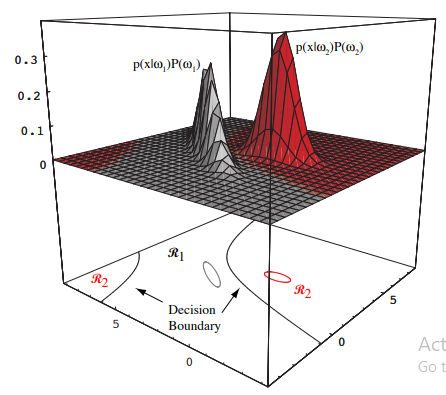 p(x|ω₁)P(ω₁)
p(x|ω₂)P(ω₂)
0.3
0.2
0.1
0
ℛ₁
ℛ₂
ℛ₂
Decision
Boundary
5
0
0
5
Act
Go t